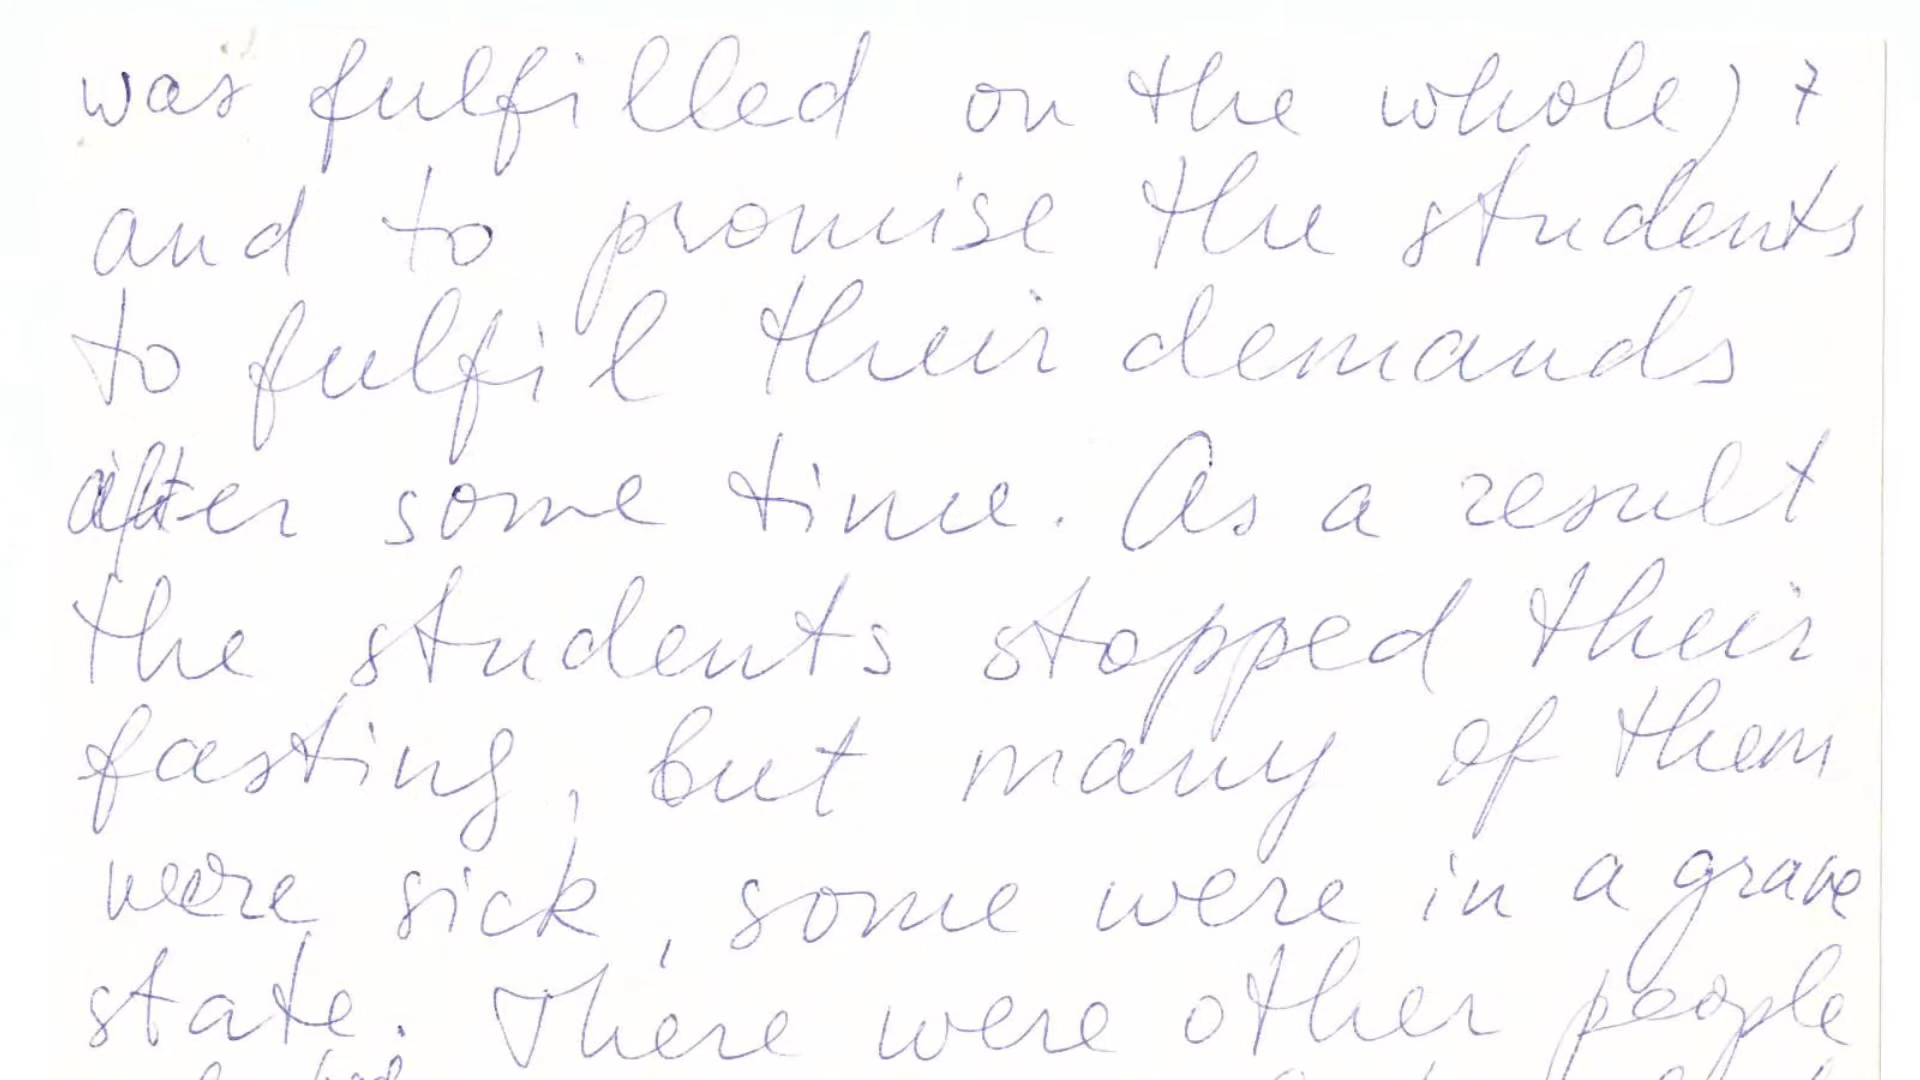 was fulfilled on the whole) 7
and to promise the students
to fulfil their demands
after some time. As a result
the students stopped their
fasting, but many of them
were sick, some were in a grave
state. There were other people
had